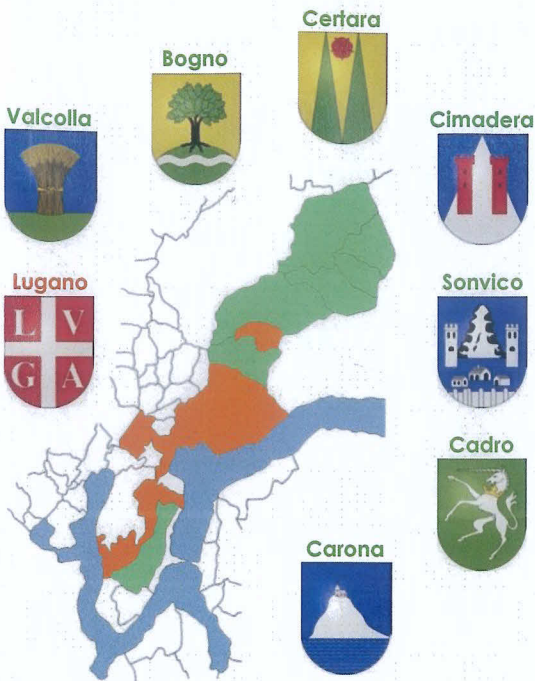 Certara
Bogno
Valcolla
Cimadera
Lugano
L V
G A
Sonvico
Cadro
Carona